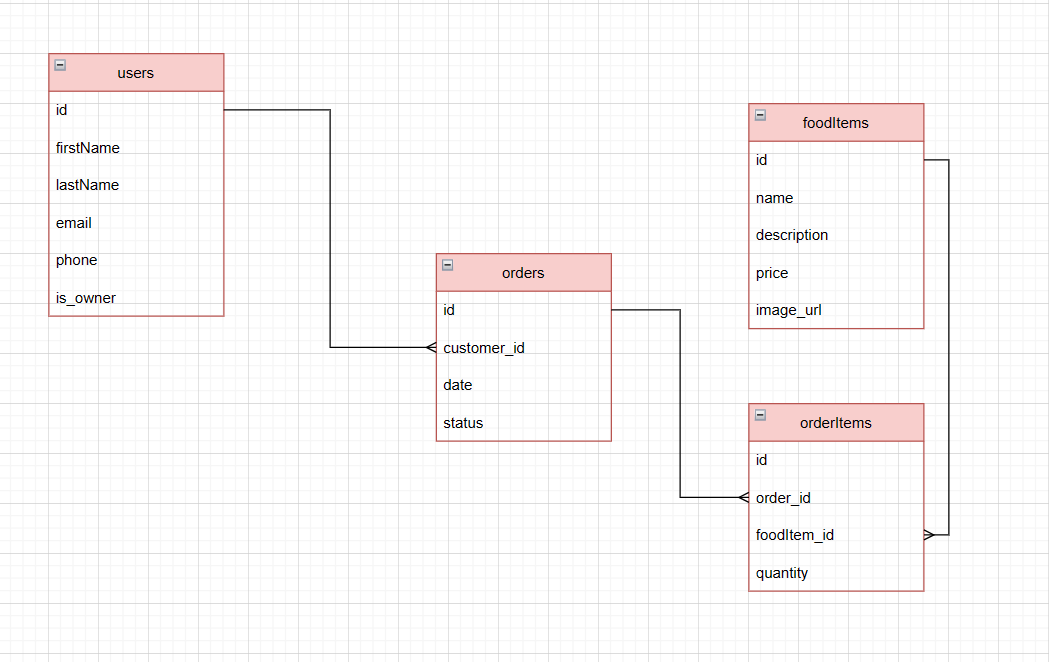 users
id
firstName
lastName
email
phone
is_owner
orders
id
customer_id
date
status
foodItems
id
name
description
price
image_url
orderItems
id
order_id
foodItem_id
quantity